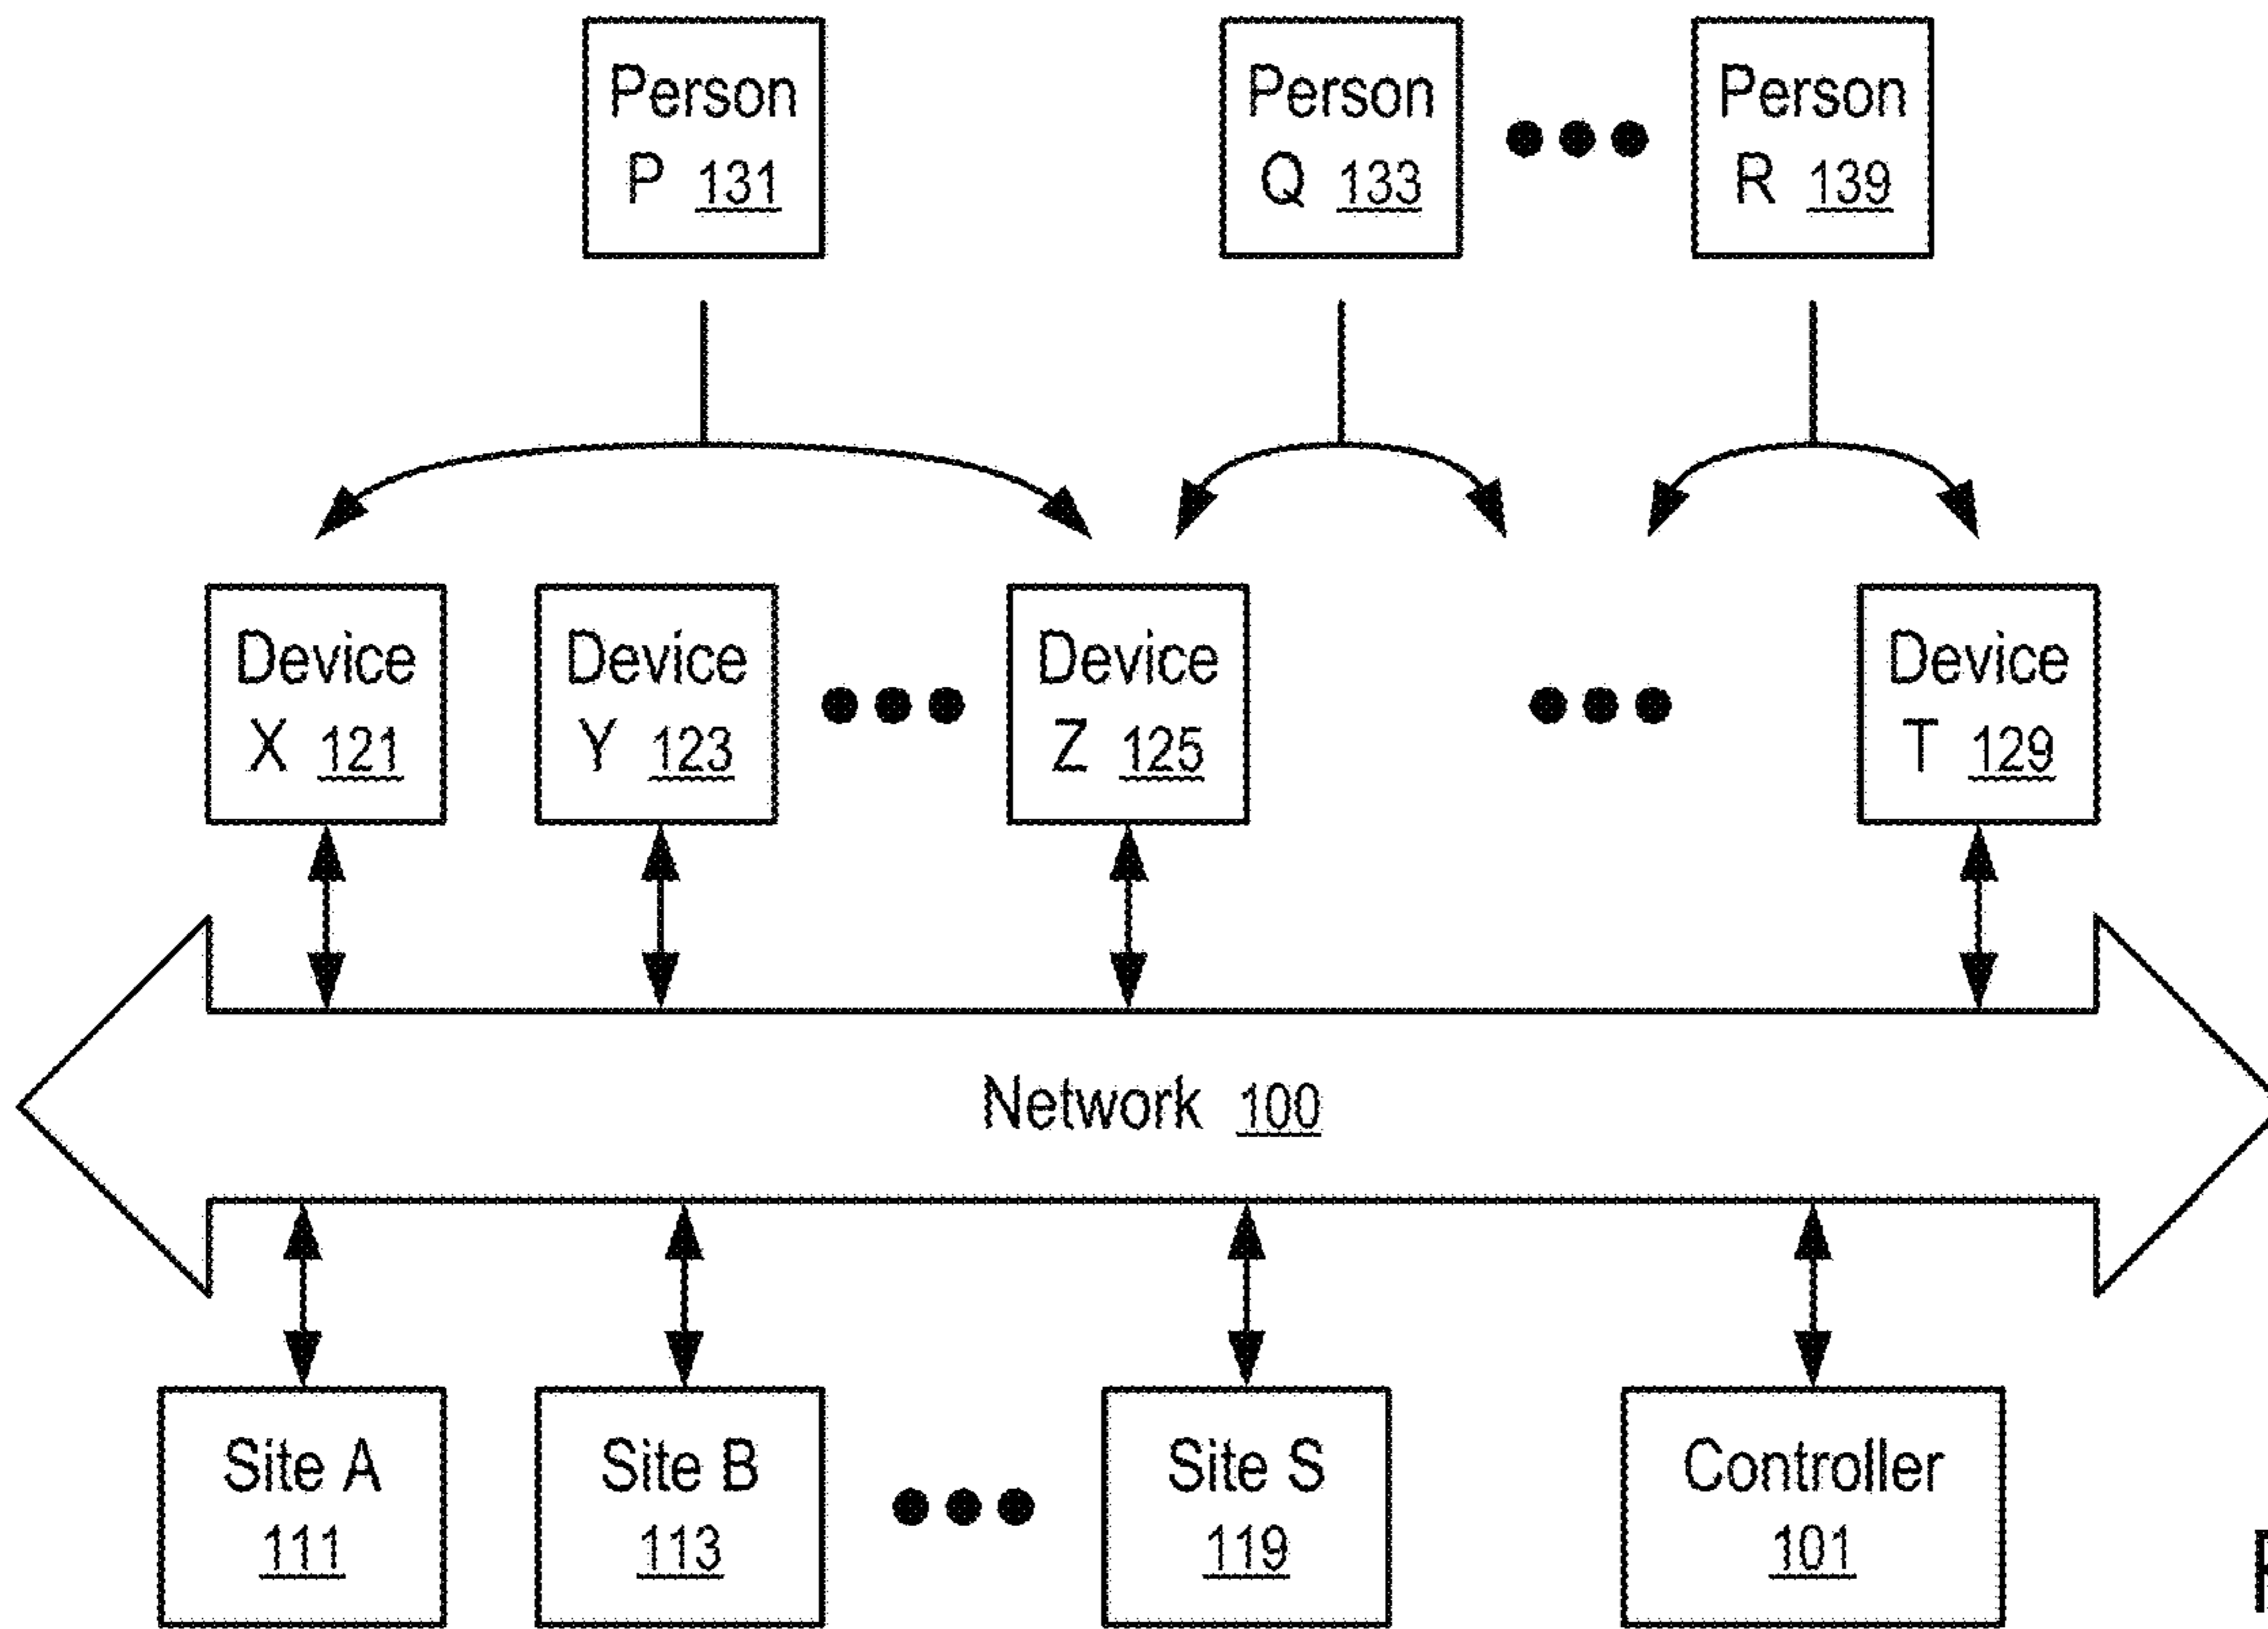 Person
P 131
Person
Q 133
Person
R 139
Device
X 121
Device
Y 123
Device
Z 125
Device
T 129
Network 100
Site A
111
Site B
113
Site S
119
Controller
101